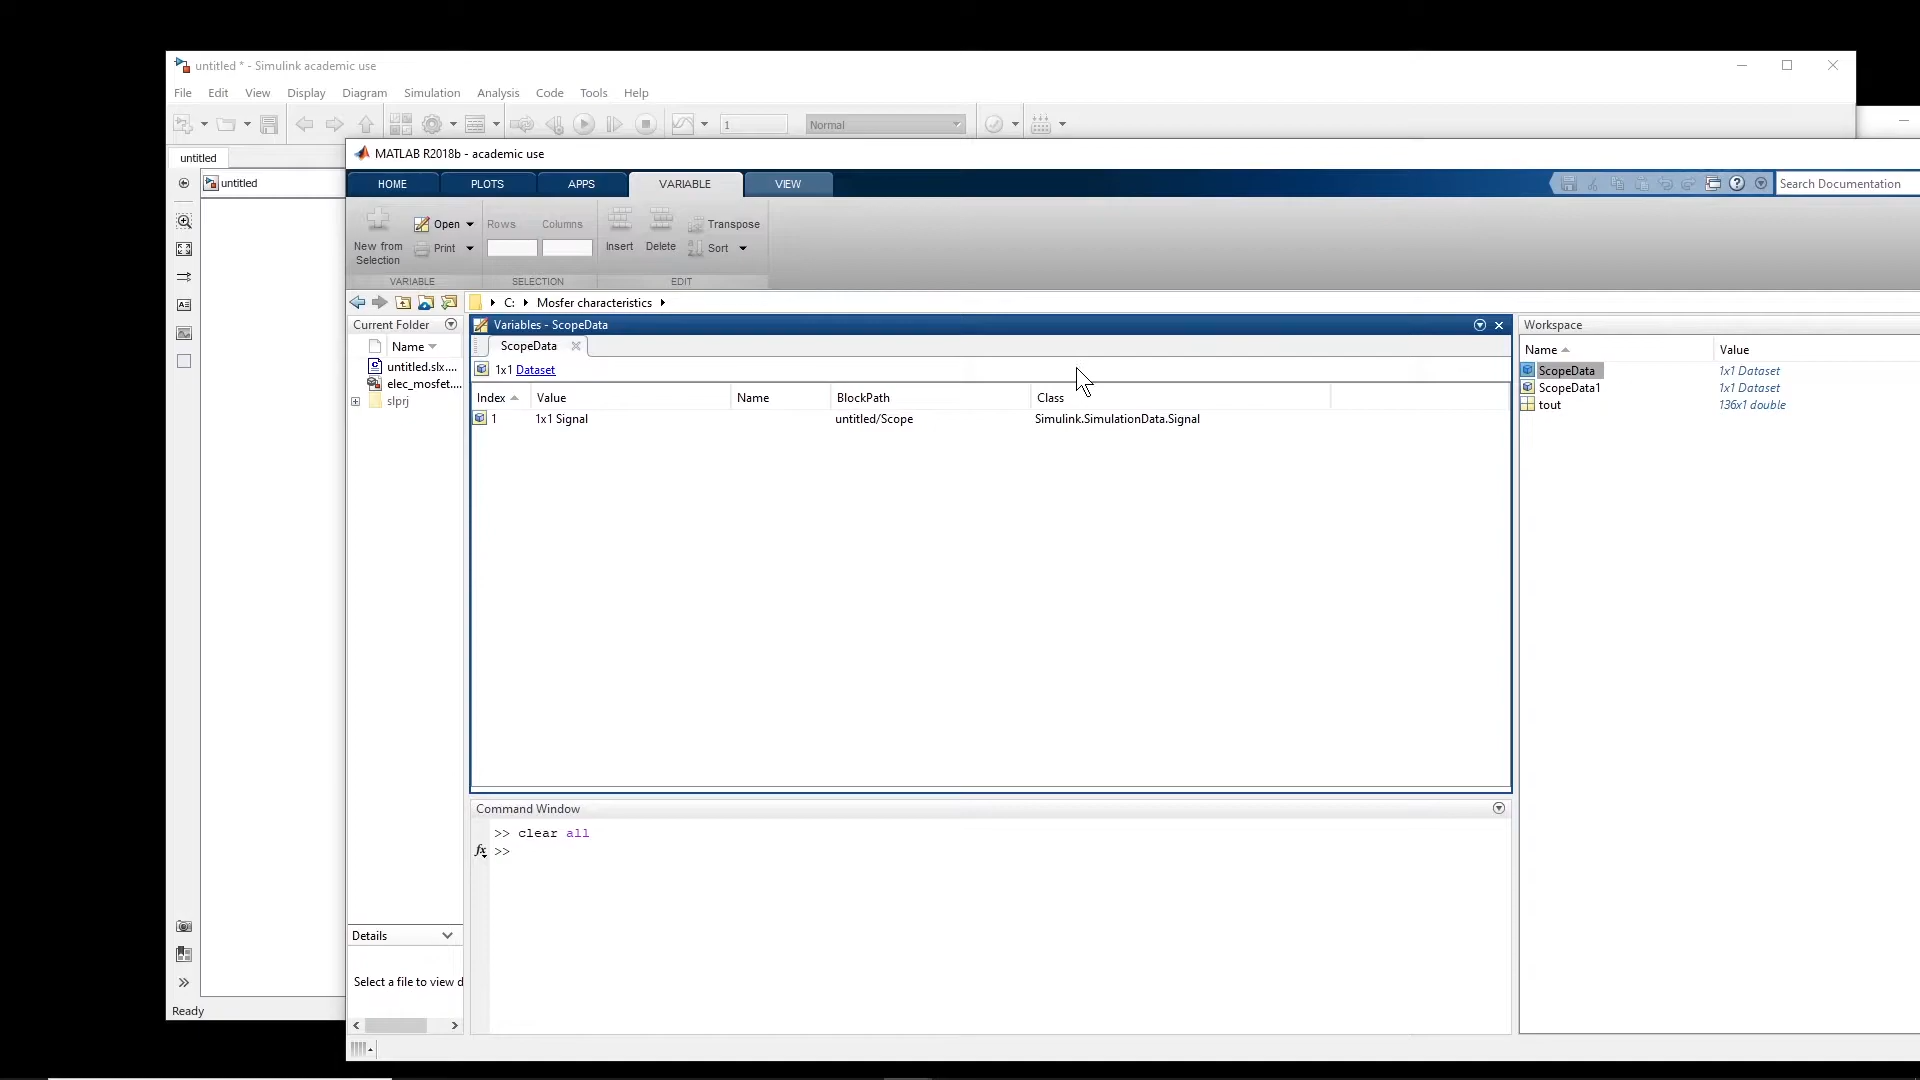 untitled * - Simulink academic use
File Edit View Display Diagram Simulation Analysis Code Tools Help
1 Normal
untitled
untitled
MATLAB R2018b - academic use
HOME PLOTS APPS VARIABLE VIEW
Search Documentation
New from Selection
Open
Print
Rows Columns
Insert Delete
Transpose
Sort
VARIABLE SELECTION EDIT
C: Mosfer characteristics
Current Folder
Name
untitled.slx....
elec_mosfet....
slprj
Details
Select a file to view d
Variables - ScopeData
ScopeData
1x1 Dataset
Index Value Name BlockPath Class
1 1x1 Signal untitled/Scope Simulink.SimulationData.Signal
Command Window
>> clear all
fx >>
Workspace
Name Value
ScopeData 1x1 Dataset
ScopeData1 1x1 Dataset
tout 136x1 double
Ready